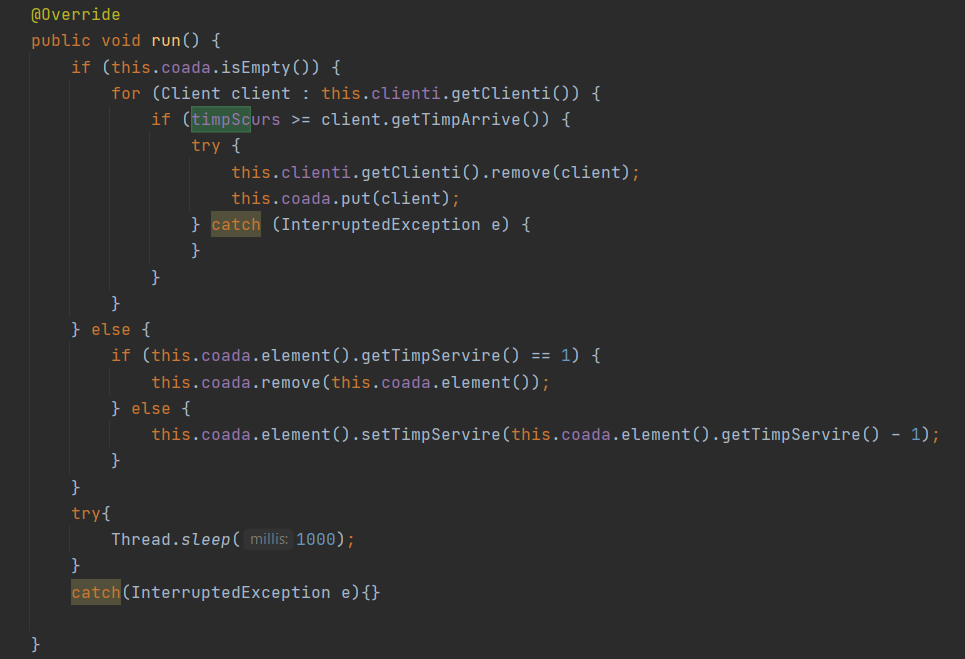 @Override
public void run() {
    if (this.coada.isEmpty()) {
        for (Client client : this.clienti.getClienti()) {
            if (timpScurs >= client.getTimpArrive()) {
                try {
                    this.clienti.getClienti().remove(client);
                    this.coada.put(client);
                } catch (InterruptedException e) {
                }
            }
        }
    } else {
        if (this.coada.element().getTimpServire() == 1) {
            this.coada.remove(this.coada.element());
        } else {
            this.coada.element().setTimpServire(this.coada.element().getTimpServire() - 1);
        }
    }
    try{
        Thread.sleep( millis: 1000);
    }
    catch(InterruptedException e){}
}